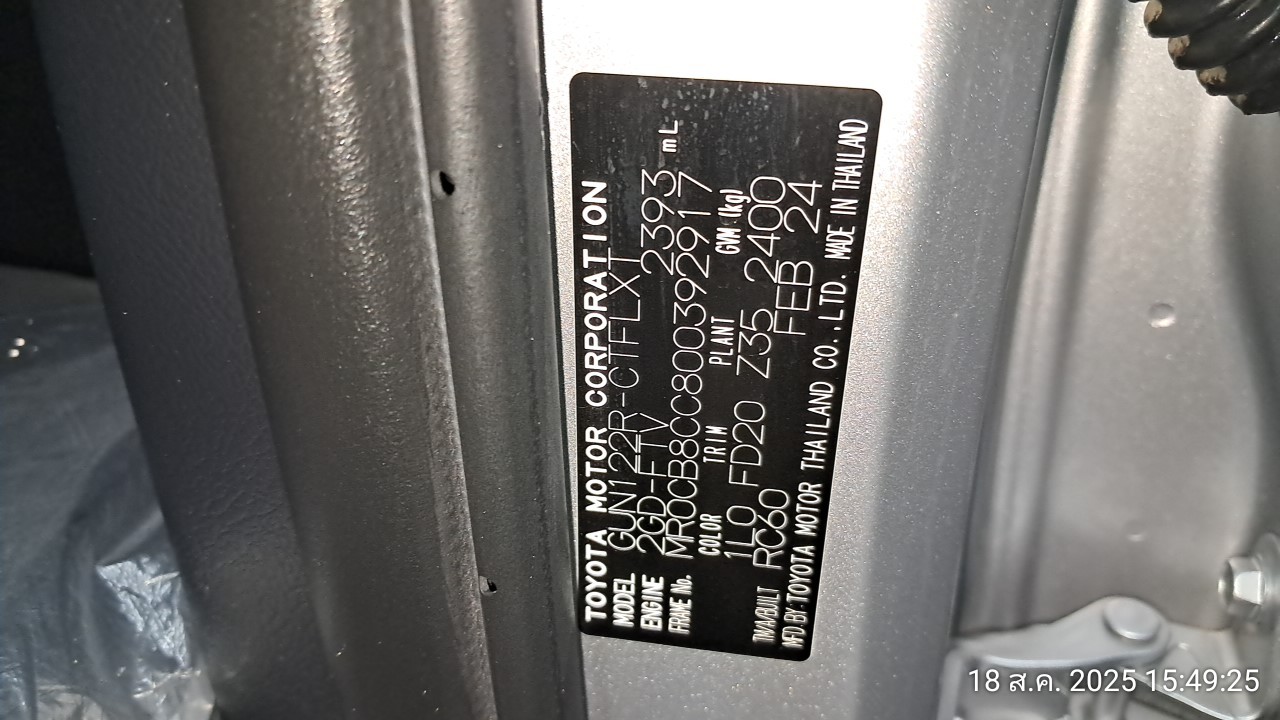 TOYOTA MOTOR CORPORATION
MODEL GUN122R-CTFLXT
ENGINE 2GD-FTV 2393 mL
FRAME No. MR0CB8CC800392917
COLOR TRIM PLANT GVM (kg)
1L0 FD20 Z35 2400
TMA/BUILT RC60 FEB 24
MFD.BY:TOYOTA MOTOR THAILAND CO.,LTD. MADE IN THAILAND
18 ส.ค. 2025 15:49:25